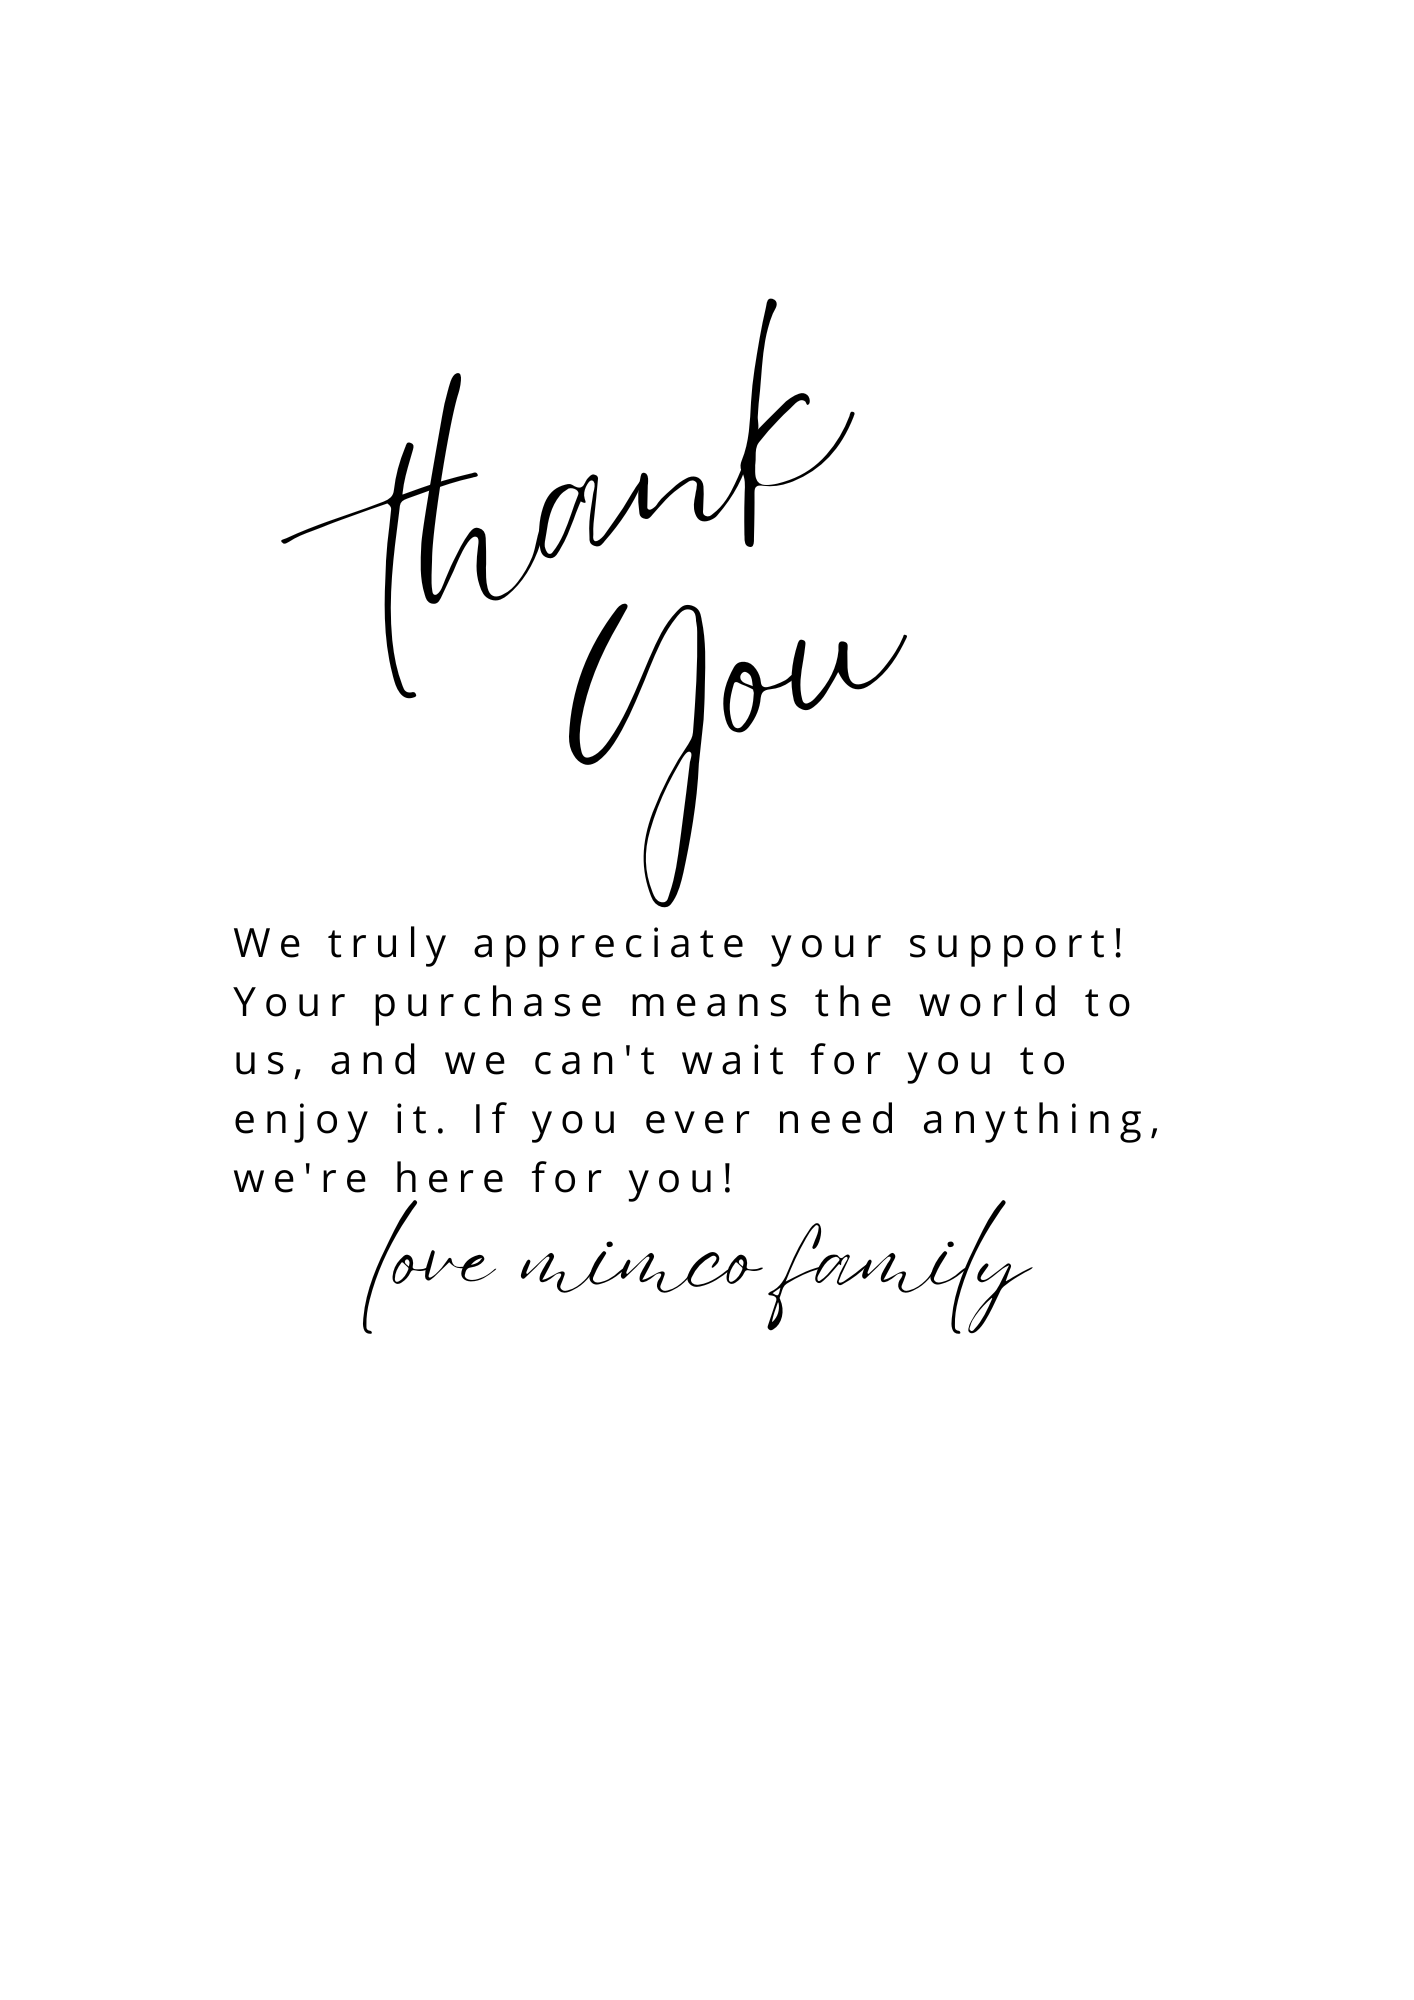 thank
you
We truly appreciate your support!
Your purchase means the world to
us, and we can't wait for you to
enjoy it. If you ever need anything,
we're here for you!
love mimco family